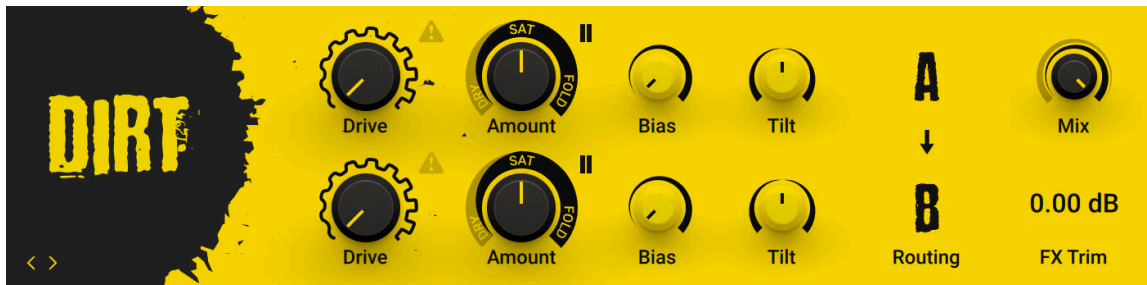 DIRT
Drive
DRY
SAT
FOLD
Amount
Bias
Tilt
A
Mix
Drive
DRY
SAT
FOLD
Amount
Bias
Tilt
B
Routing
0.00 dB
FX Trim